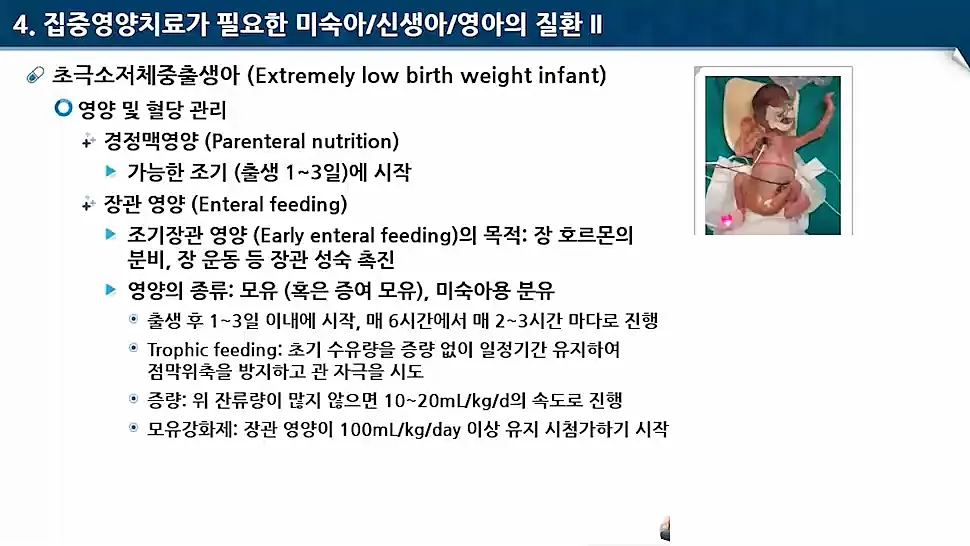 4. 집중영양치료가 필요한 미숙아/신생아/영아의 질환 II
초극소저체중출생아 (Extremely low birth weight infant)
영양 및 혈당 관리
경정맥영양 (Parenteral nutrition)
가능한 조기 (출생 1~3일)에 시작
장관 영양 (Enteral feeding)
조기장관 영양 (Early enteral feeding)의 목적: 장 호르몬의
분비, 장 운동 등 장관 성숙 촉진
영양의 종류: 모유 (혹은 증여 모유), 미숙아용 분유
출생 후 1~3일 이내에 시작, 매 6시간에서 매 2~3시간 마다로 진행
Trophic feeding: 초기 수유량을 증량 없이 일정기간 유지하여
점막위축을 방지하고 관 자극을 시도
증량: 위 잔류량이 많지 않으면 10~20mL/kg/d의 속도로 진행
모유강화제: 장관 영양이 100mL/kg/day 이상 유지 시첨가하기 시작